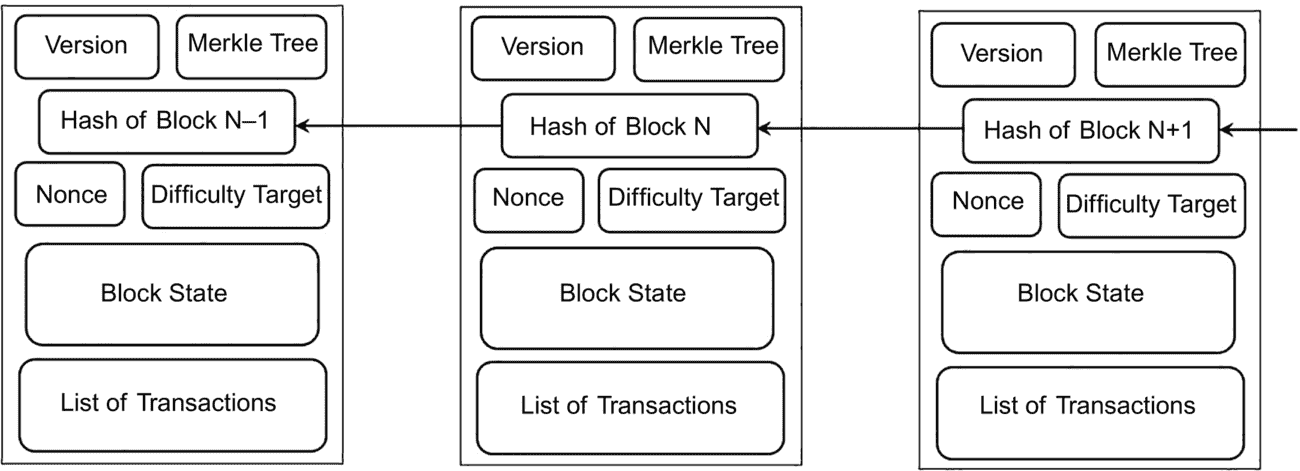 Version
Merkle Tree
Hash of Block N–1
Nonce
Difficulty Target
Block State
List of Transactions
Version
Merkle Tree
Hash of Block N
Nonce
Difficulty Target
Block State
List of Transactions
Version
Merkle Tree
Hash of Block N+1
Nonce
Difficulty Target
Block State
List of Transactions